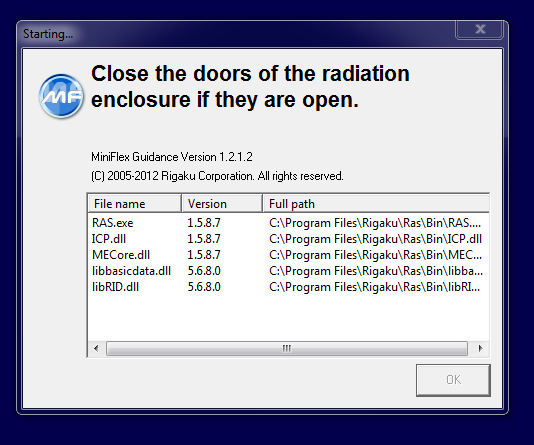 Starting...
Close the doors of the radiation
enclosure if they are open.
MF
MiniFlex Guidance Version 1.2.1.2
(C) 2005-2012 Rigaku Corporation. All rights reserved.
File name Version Full path
RAS.exe 1.5.8.7 C:\Program Files\Rigaku\Ras\Bin\RAS....
ICP.dll 1.5.8.7 C:\Program Files\Rigaku\Ras\Bin\ICP.dll
MECore.dll 1.5.8.7 C:\Program Files\Rigaku\Ras\Bin\MEC...
libbasicdata.dll 5.6.8.0 C:\Program Files\Rigaku\Ras\Bin\libba...
libRID.dll 5.6.8.0 C:\Program Files\Rigaku\Ras\Bin\libRI...
OK